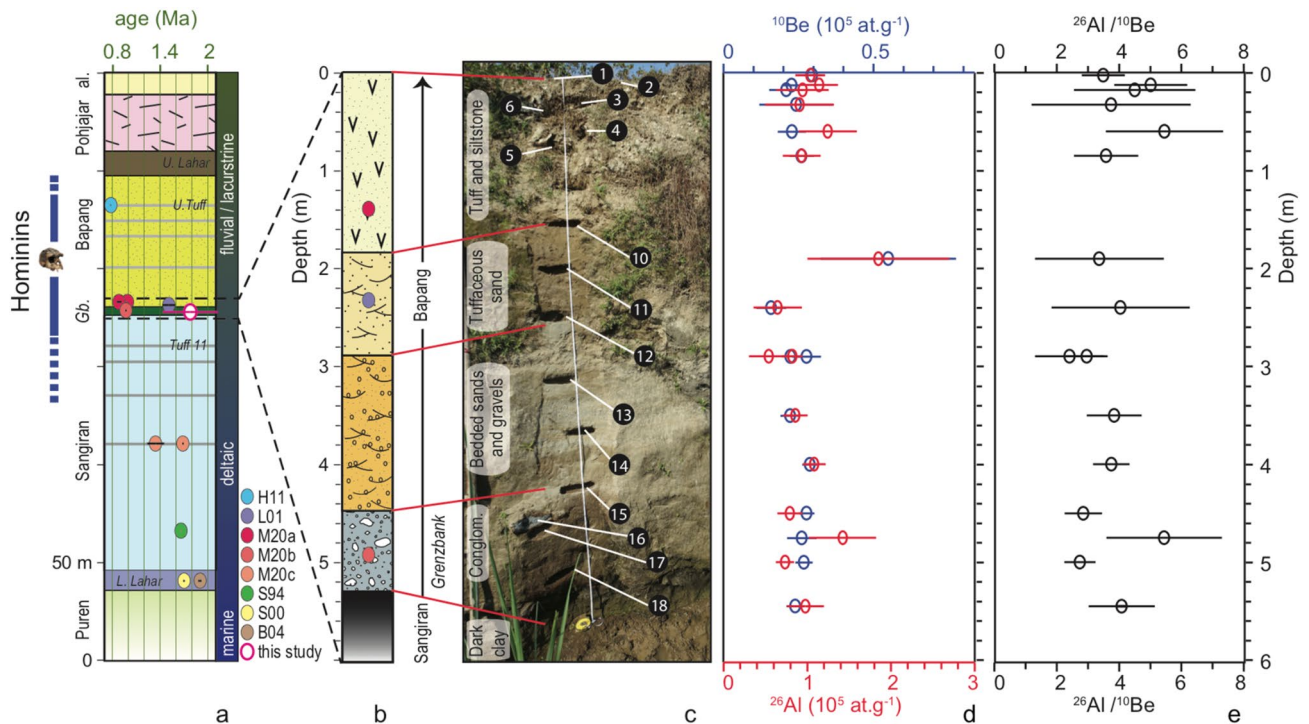 age (Ma)
0.8 1.4 2
Pohjajar al.
U. Lahar
Bapang
U.Tuff
Gb.
Tuff 11
Sangiran
50 m
L. Lahar
Puren
0
Hominins
fluvial / lacurstrine
deltaic
marine
H11
L01
M20a
M20b
M20c
S94
S00
B04
this study
a
Depth (m)
0
1
2
3
4
5
Bapang
Grenzbank
Sangiran
b
Tuff and siltstone
Tuffaceous
sand
Bedded sands
and gravels
Conglom.
Dark
clay
1
2
3
6
4
5
10
11
12
13
14
15
16
17
18
c
¹⁰Be (10⁵ at.g⁻¹)
0 0.5
0 1 2 3
²⁶Al (10⁵ at.g⁻¹)
d
²⁶Al /¹⁰Be
0 2 4 6 8
0
1
2
3
4
5
6
Depth (m)
0 2 4 6 8
²⁶Al /¹⁰Be
e